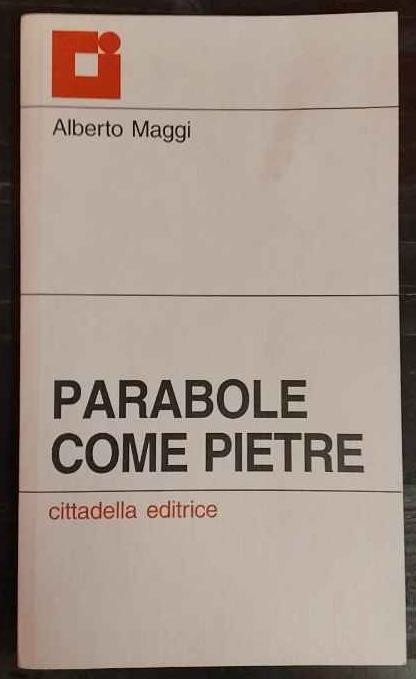 Alberto Maggi
PARABOLE
COME PIETRE
cittadella editrice